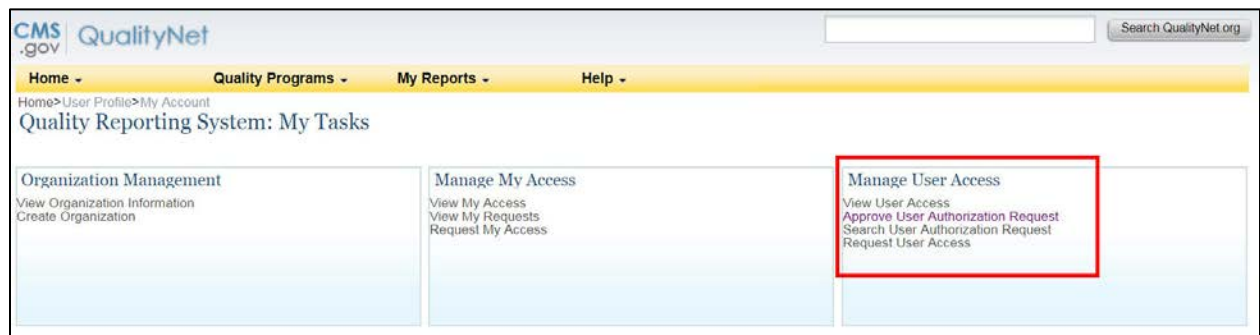 CMS .gov QualityNet
Search QualityNet.org
Home Quality Programs My Reports Help
Home>User Profile>My Account
Quality Reporting System: My Tasks
Organization Management
View Organization Information
Create Organization
Manage My Access
View My Access
View My Requests
Request My Access
Manage User Access
View User Access
Approve User Authorization Request
Search User Authorization Request
Request User Access